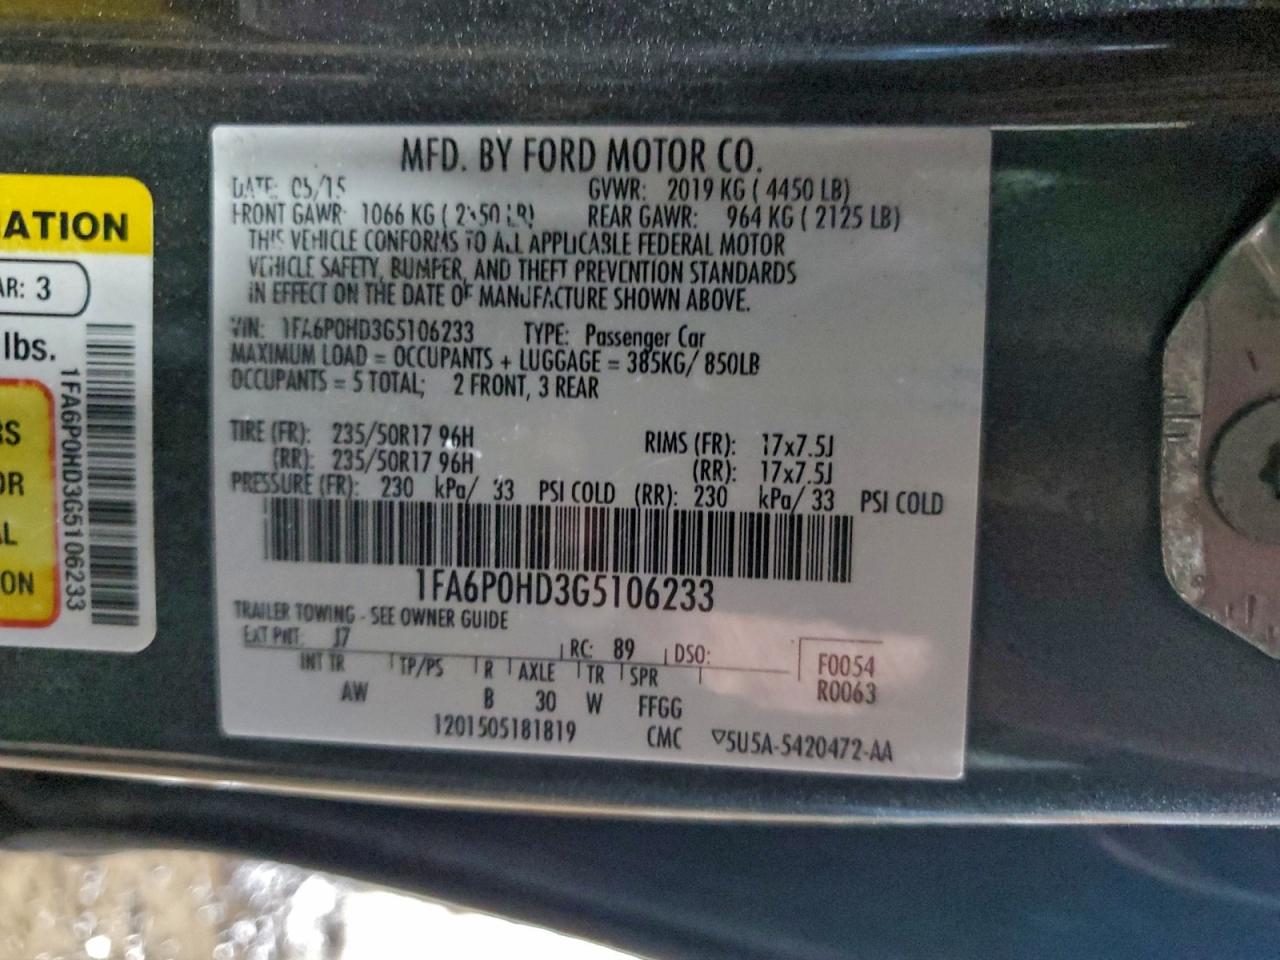 MFD. BY FORD MOTOR CO.
DATE: 05/15 GVWR: 2019 KG ( 4450 LB)
FRONT GAWR: 1066 KG ( LB) REAR GAWR: 964 KG ( 2125 LB)
THIS VEHICLE CONFORMS TO ALL APPLICABLE FEDERAL MOTOR
VEHICLE SAFETY, BUMPER, AND THEFT PREVENTION STANDARDS
IN EFFECT ON THE DATE OF MANUFACTURE SHOWN ABOVE.
VIN: 1FA6P0HD3G5106233 TYPE: Passenger Car
MAXIMUM LOAD = OCCUPANTS + LUGGAGE = 385KG/ 850LB
OCCUPANTS = 5 TOTAL; 2 FRONT, 3 REAR
TIRE (FR): 235/50R17 96H RIMS (FR): 17x7.5J
(RR): 235/50R17 96H (RR): 17x7.5J
PRESSURE (FR): 230 kPa/ 33 PSI COLD (RR): 230 kPa/ 33 PSI COLD
1FA6P0HD3G5106233
TRAILER TOWING - SEE OWNER GUIDE
EXT PNT: J7 RC: 89 DSO: F0054
INT TR TP/PS R AXLE TR SPR R0063
AW B 30 W FFGG
1201505181819 CMC ▽5U5A-5420472-AA
MATION
AR: 3
lbs.
BS
OR
AL
ON
1FA6P0HD3G5106233